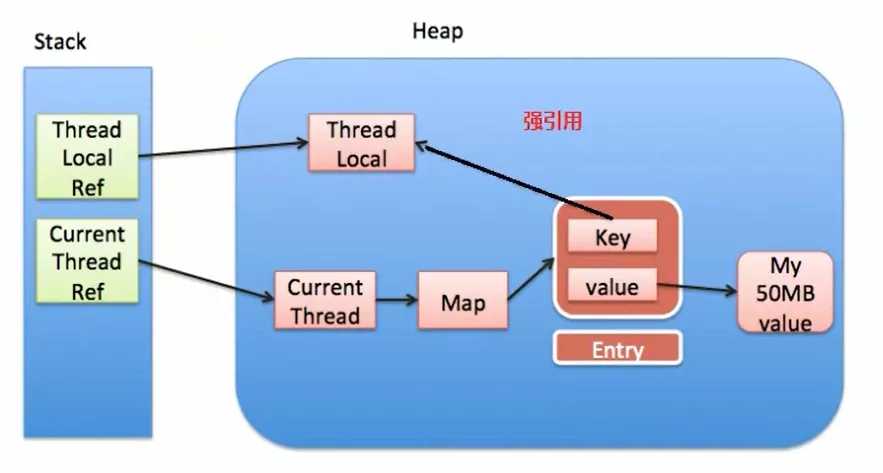 Stack
Heap
Thread
Local
Ref
Thread
Local
强引用
Current
Thread
Ref
Key
value
Current
Thread
Map
My
50MB
value
Entry